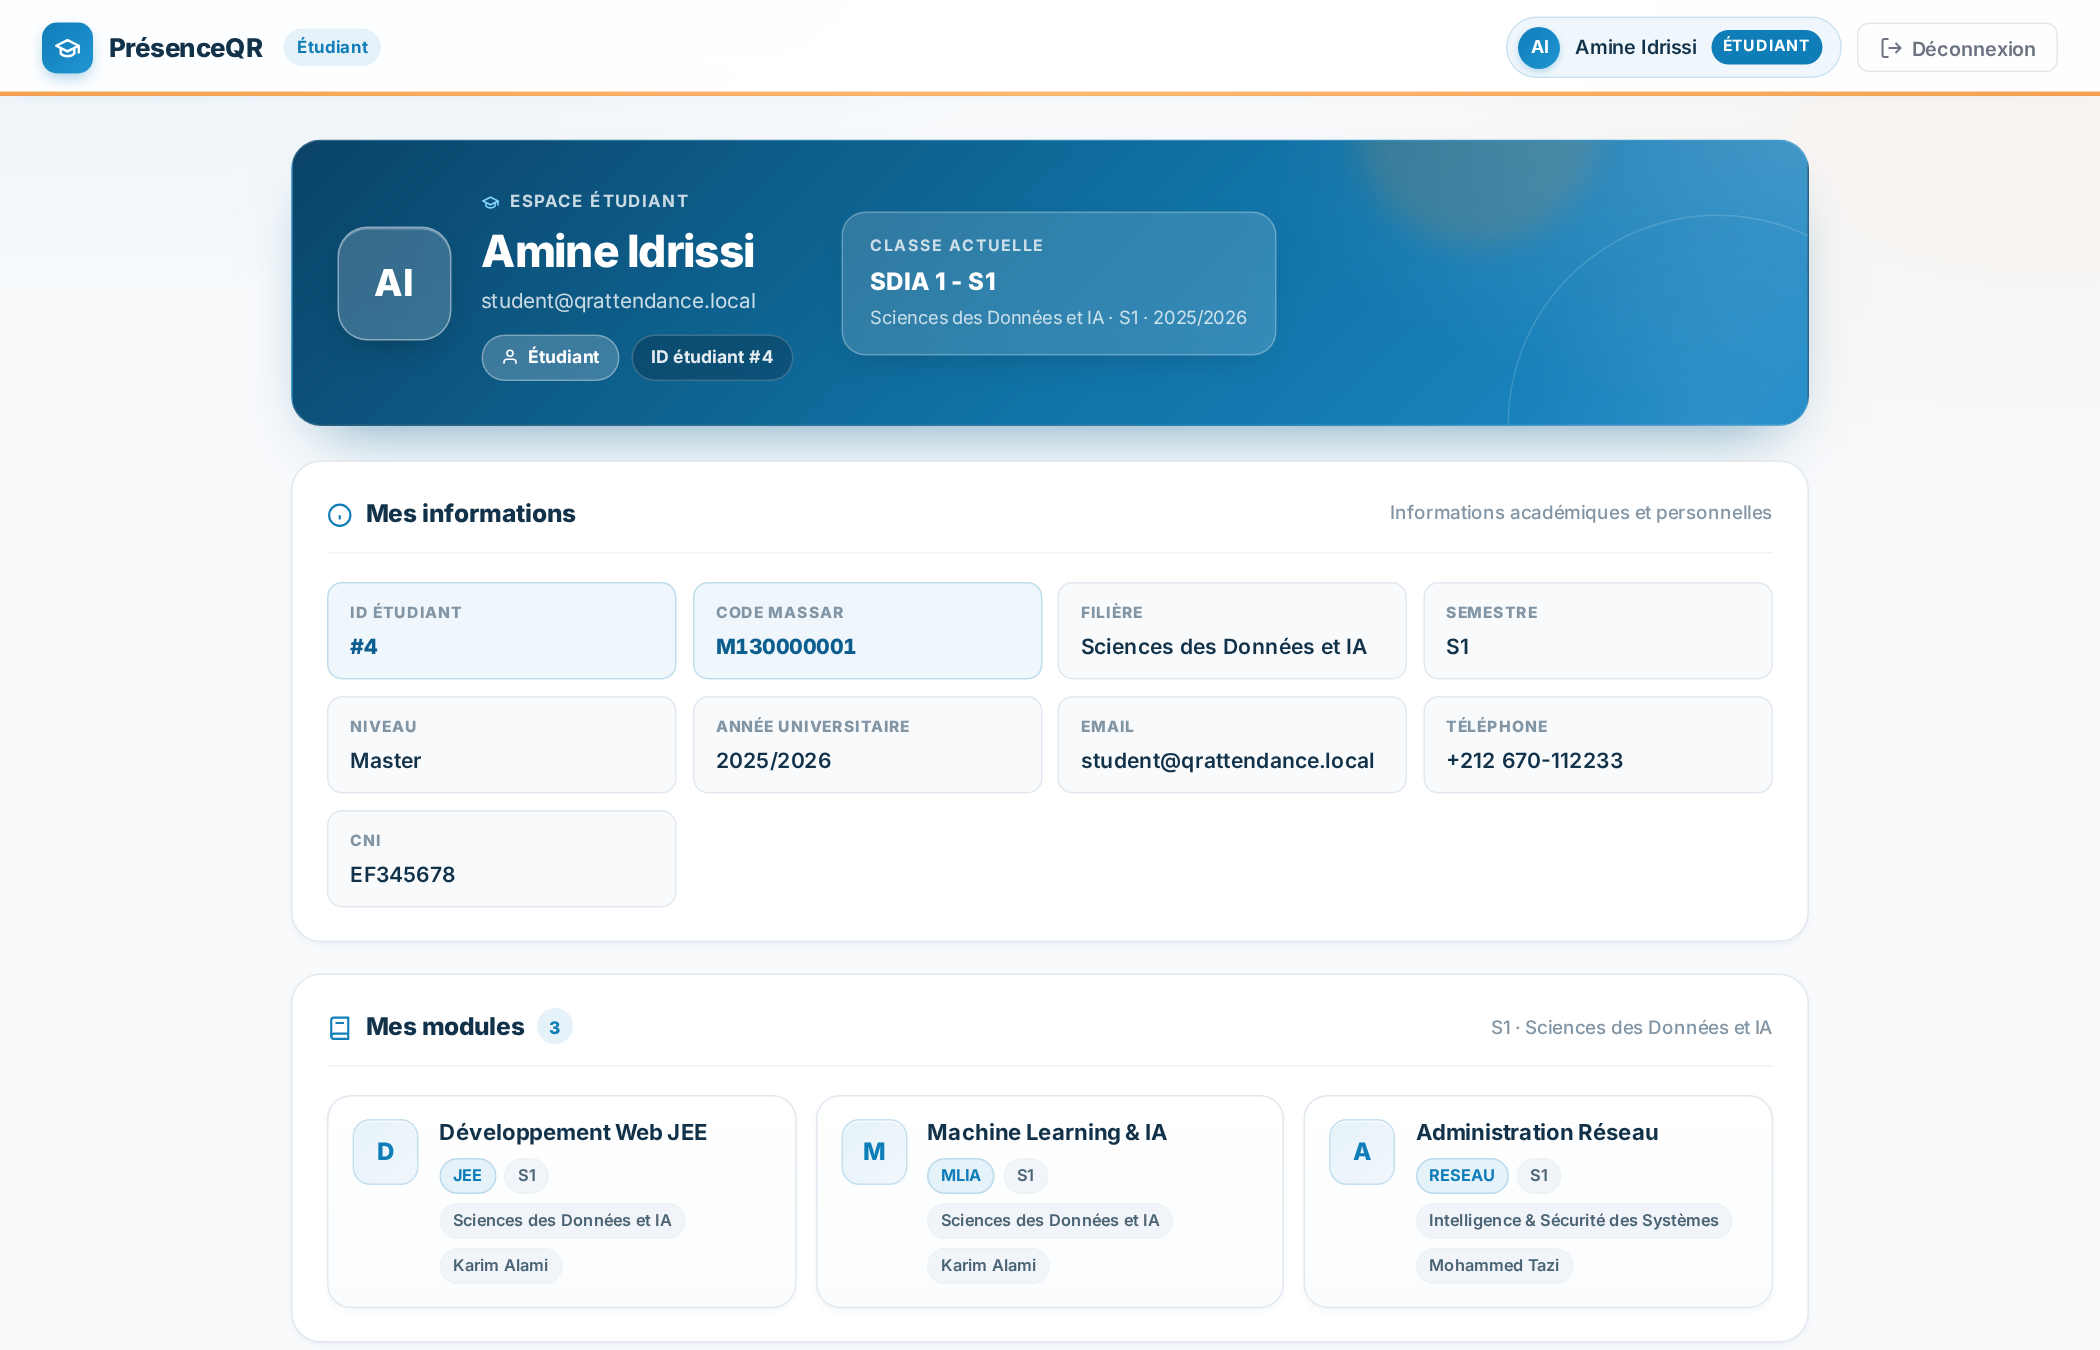 PrésenceQR
Étudiant
AI
Amine Idrissi
ÉTUDIANT
Déconnexion
AI
ESPACE ÉTUDIANT
Amine Idrissi
student@qrattendance.local
Étudiant
ID étudiant #4
CLASSE ACTUELLE
SDIA 1 - S1
Sciences des Données et IA · S1 · 2025/2026
Mes informations
Informations académiques et personnelles
ID ÉTUDIANT
#4
CODE MASSAR
M130000001
FILIÈRE
Sciences des Données et IA
SEMESTRE
S1
NIVEAU
Master
ANNÉE UNIVERSITAIRE
2025/2026
EMAIL
student@qrattendance.local
TÉLÉPHONE
+212 670-112233
CNI
EF345678
Mes modules
3
S1 · Sciences des Données et IA
D
Développement Web JEE
JEE
S1
Sciences des Données et IA
Karim Alami
M
Machine Learning & IA
MLIA
S1
Sciences des Données et IA
Karim Alami
A
Administration Réseau
RESEAU
S1
Intelligence & Sécurité des Systèmes
Mohammed Tazi